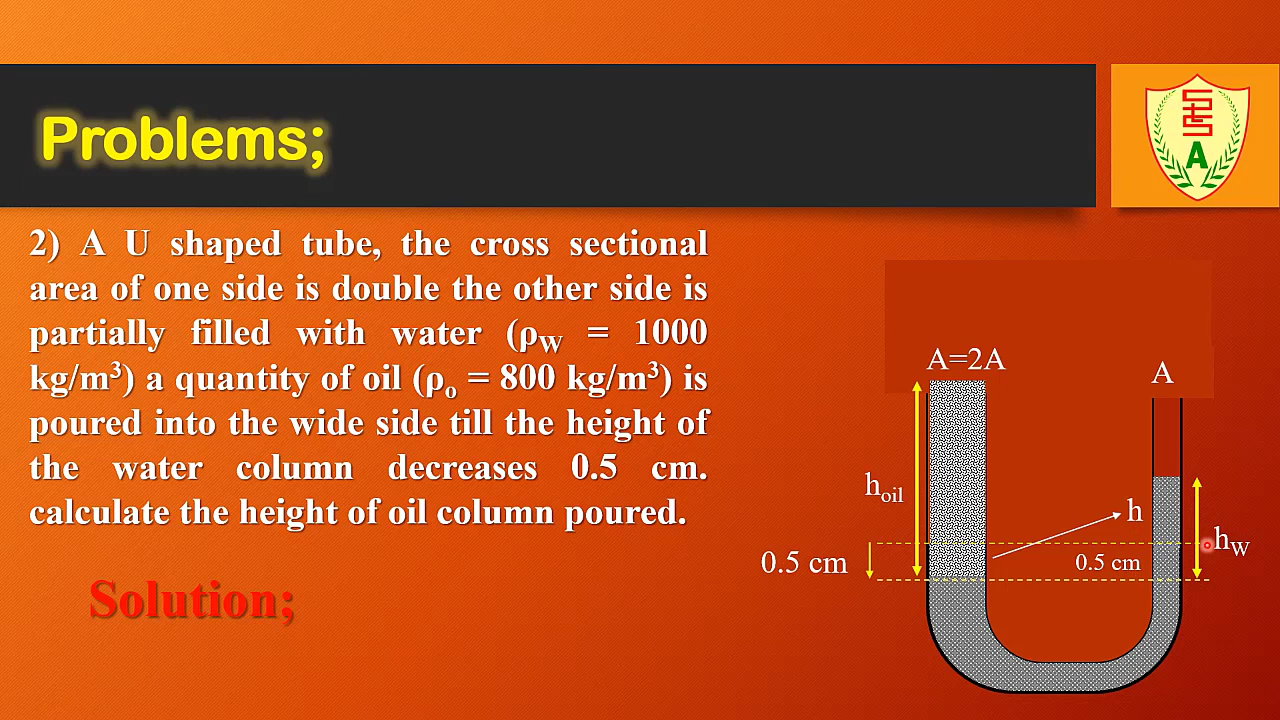 Problems;
A
2) A U shaped tube, the cross sectional
area of one side is double the other side is
partially filled with water (ρW = 1000
kg/m³) a quantity of oil (ρo = 800 kg/m³) is
poured into the wide side till the height of
the water column decreases 0.5 cm.
calculate the height of oil column poured.
Solution;
A=2A
A
hoil
h
hW
0.5 cm
0.5 cm